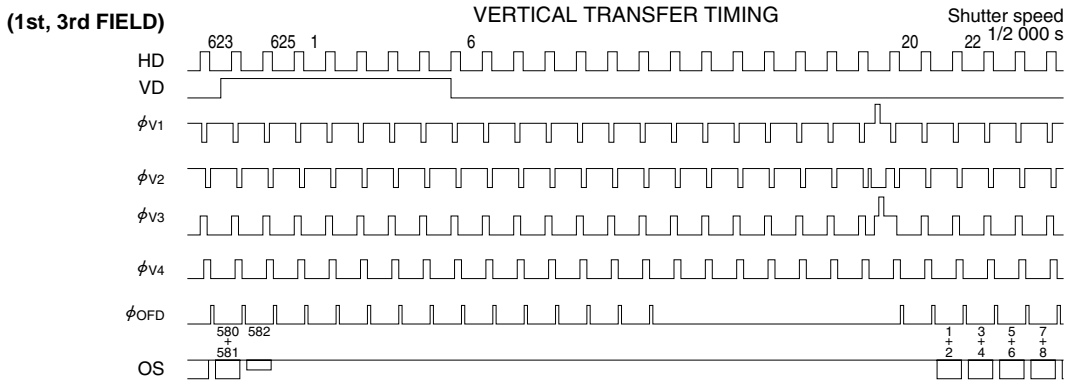 (1st, 3rd FIELD)
VERTICAL TRANSFER TIMING
Shutter speed
1/2 000 s
623 625 1 6 20 22
HD
VD
ϕV1
ϕV2
ϕV3
ϕV4
ϕOFD
580
+
581
582
1
+
2
3
+
4
5
+
6
7
+
8
OS